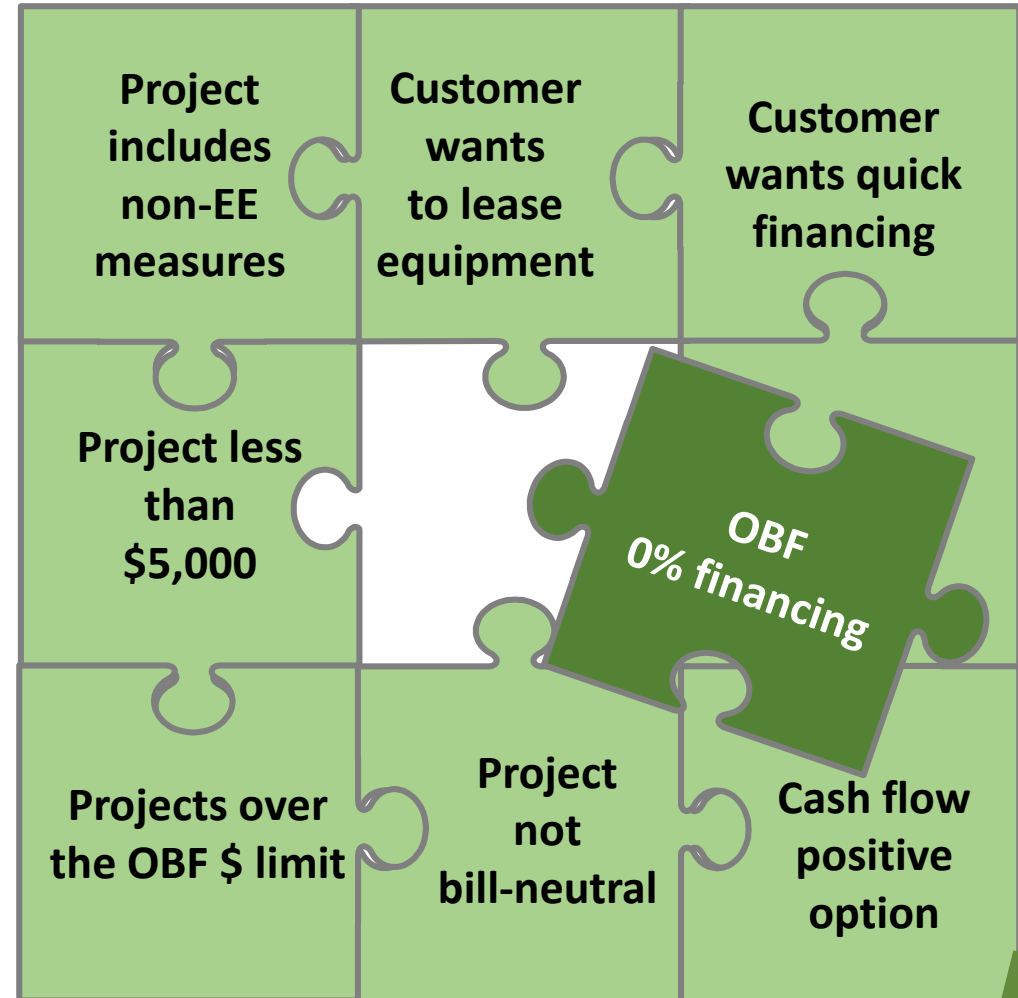 Project
includes
non-EE
measures
Customer
wants
to lease
equipment
Customer
wants quick
financing
Project less
than
$5,000
OBF
0% financing
Projects over
the OBF $ limit
Project
not
bill-neutral
Cash flow
positive
option